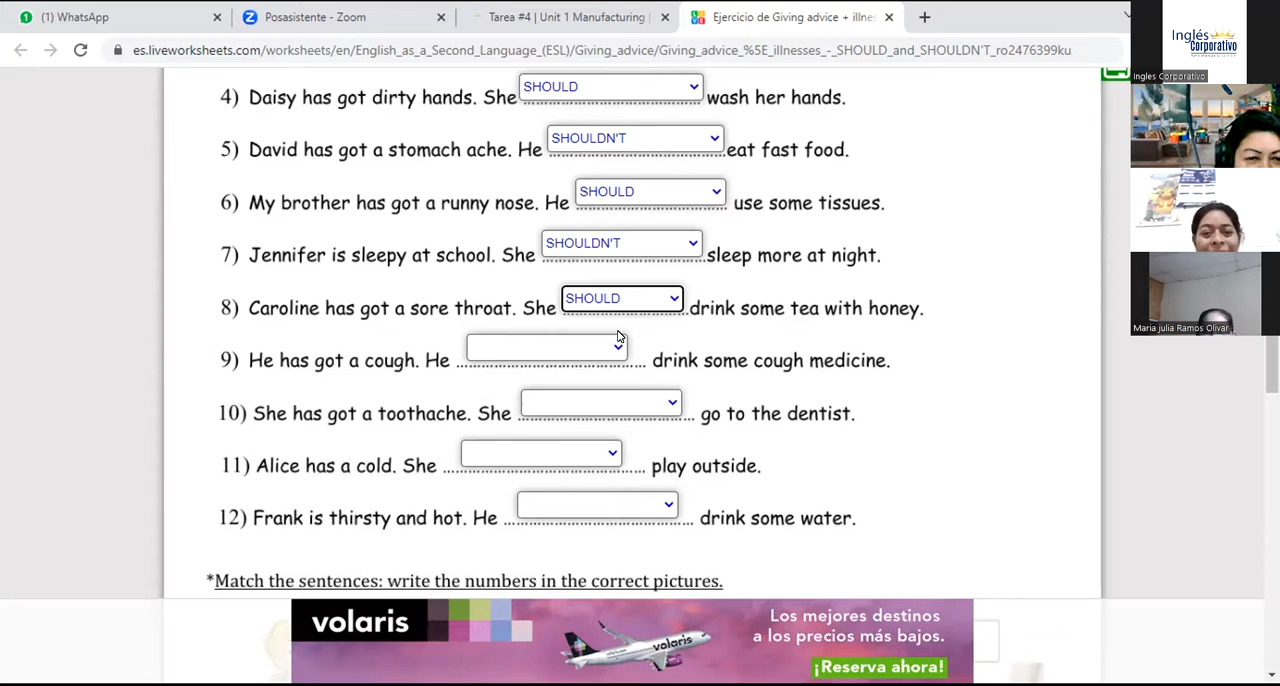 (1) WhatsApp
Posasistente - Zoom
Tarea #4 | Unit 1 Manufacturing |
Ejercicio de Giving advice + illnes
es.liveworksheets.com/worksheets/en/English_as_a_Second_Language_(ESL)/Giving_advice/Giving_advice_%5E_illnesses_-_SHOULD_and_SHOULDN'T_ro2476399ku
Inglés
Corporativo
Ingles Corporativo
4) Daisy has got dirty hands. She SHOULD wash her hands.
5) David has got a stomach ache. He SHOULDN'T eat fast food.
6) My brother has got a runny nose. He SHOULD use some tissues.
7) Jennifer is sleepy at school. She SHOULDN'T sleep more at night.
8) Caroline has got a sore throat. She SHOULD drink some tea with honey.
9) He has got a cough. He ........ drink some cough medicine.
10) She has got a toothache. She ........ go to the dentist.
11) Alice has a cold. She ........ play outside.
12) Frank is thirsty and hot. He ........ drink some water.
Maria julia Ramos Olivar
*Match the sentences: write the numbers in the correct pictures.
volaris
Los mejores destinos
a los precios más bajos.
volaris
¡Reserva ahora!